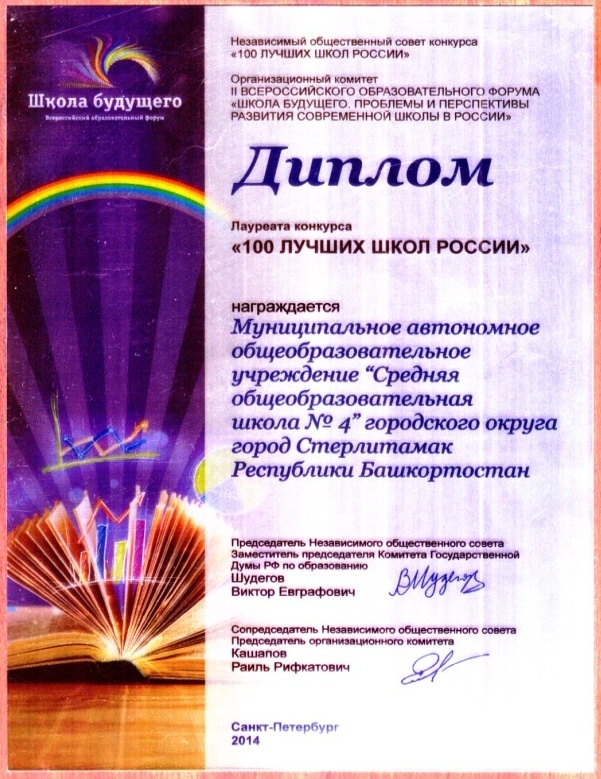 Школа будущего
Всероссийский образовательный форум
Независимый общественный совет конкурса
«100 ЛУЧШИХ ШКОЛ РОССИИ»
Организационный комитет
II ВСЕРОССИЙСКОГО ОБРАЗОВАТЕЛЬНОГО ФОРУМА
«ШКОЛА БУДУЩЕГО. ПРОБЛЕМЫ И ПЕРСПЕКТИВЫ
РАЗВИТИЯ СОВРЕМЕННОЙ ШКОЛЫ В РОССИИ»
Диплом
Лауреата конкурса
«100 ЛУЧШИХ ШКОЛ РОССИИ»
награждается
Муниципальное автономное
общеобразовательное
учреждение “Средняя
общеобразовательная
школа № 4” городского округа
город Стерлитамак
Республики Башкортостан
Председатель Независимого общественного совета
Заместитель председателя Комитета Государственной
Думы РФ по образованию
Шудегов
Виктор Евграфович
ВШудегов
Сопредседатель Независимого общественного совета
Председатель организационного комитета
Кашапов
Раиль Рифкатович
Санкт-Петербург
2014